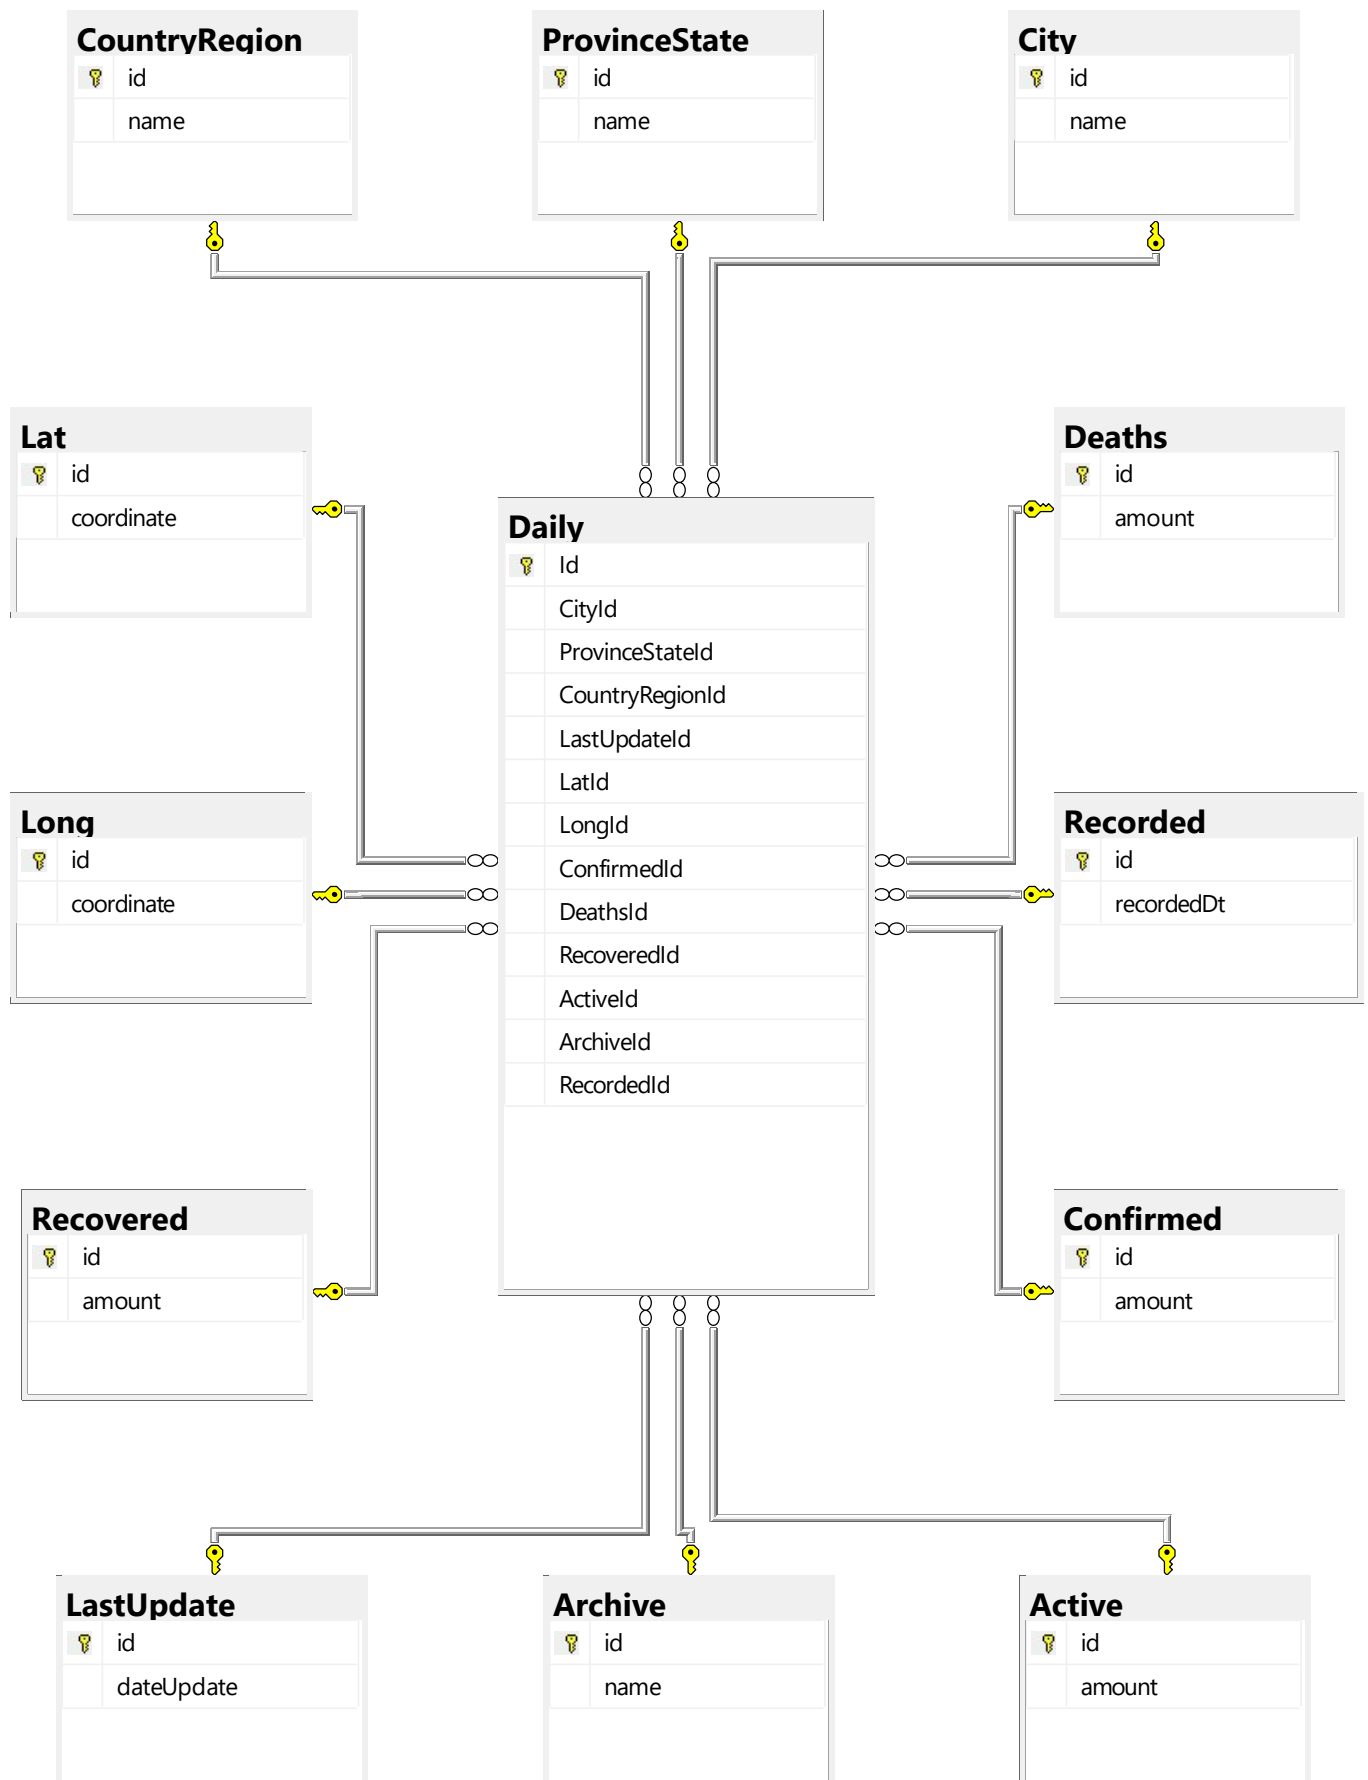 CountryRegion
id
name
ProvinceState
id
name
City
id
name
Lat
id
coordinate
Deaths
id
amount
Daily
Id
CityId
ProvinceStateId
CountryRegionId
LastUpdateId
LatId
LongId
ConfirmedId
DeathsId
RecoveredId
ActiveId
ArchiveId
RecordedId
Long
id
coordinate
Recorded
id
recordedDt
Recovered
id
amount
Confirmed
id
amount
LastUpdate
id
dateUpdate
Archive
id
name
Active
id
amount